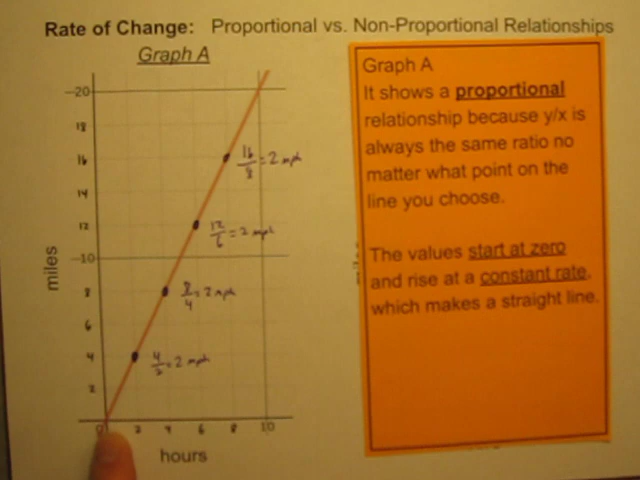 Rate of Change: Proportional vs. Non-Proportional Relationships
Graph A
20
18
16
14
12
10
8
6
4
2
16/8 = 2 mph
12/6 = 2 mph
8/4 = 2 mph
4/2 = 2 mph
miles
0 2 4 6 8 10
hours
Graph A
It shows a proportional
relationship because y/x is
always the same ratio no
matter what point on the
line you choose.
The values start at zero
and rise at a constant rate,
which makes a straight line.